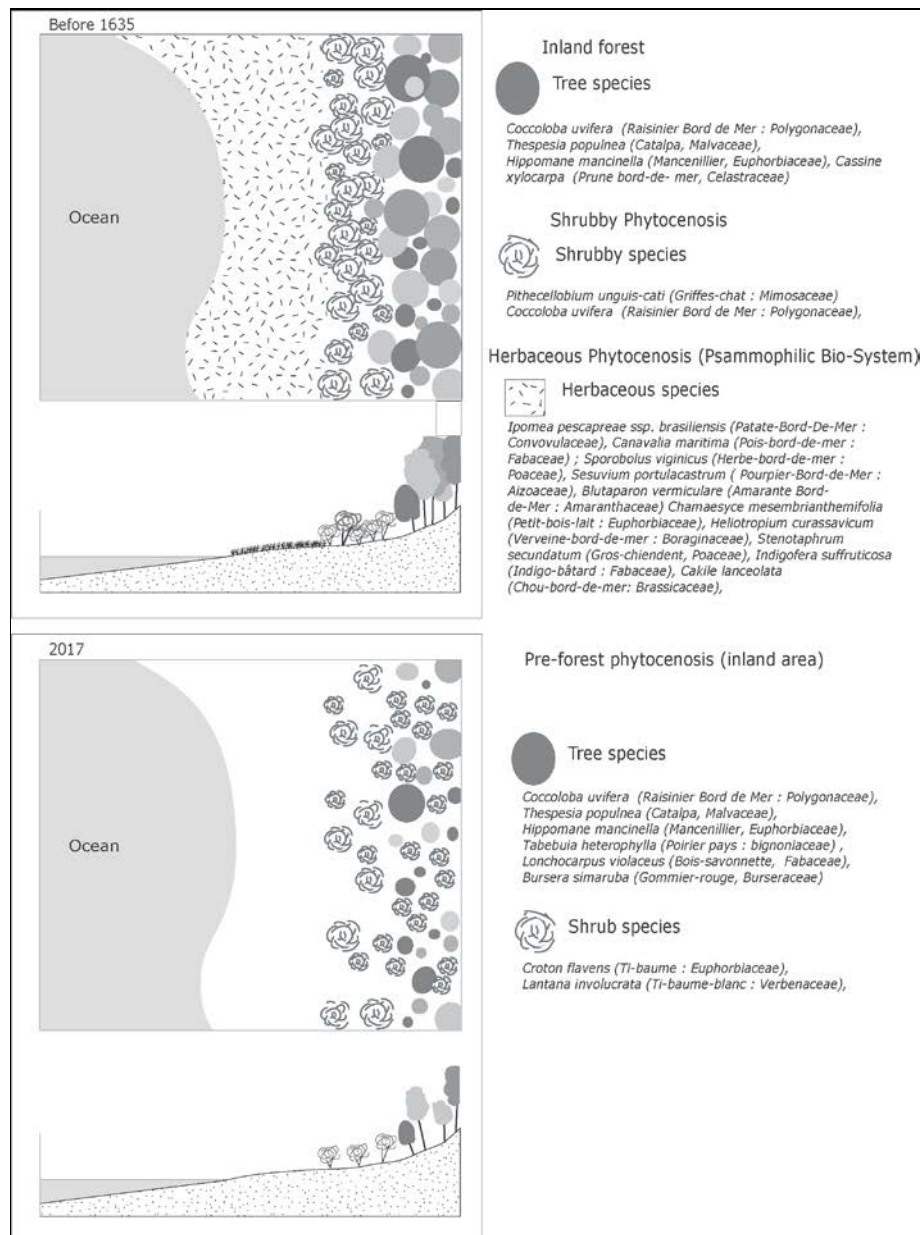 Before 1635
Ocean
Inland forest
Tree species
Coccoloba uvifera (Raisinier Bord de Mer : Polygonaceae),
Thespesia populnea (Catalpa, Malvaceae),
Hippomane mancinella (Mancenillier, Euphorbiaceae), Cassine
xylocarpa (Prune bord-de- mer, Celastraceae)
Shrubby Phytocenosis
Shrubby species
Pithecellobium unguis-cati (Griffes-chat : Mimosaceae)
Coccoloba uvifera (Raisinier Bord de Mer : Polygonaceae),
Herbaceous Phytocenosis (Psammophilic Bio-System)
Herbaceous species
Ipomea pescapreae ssp. brasiliensis (Patate-Bord-De-Mer :
Convovulaceae), Canavalia maritima (Pois-bord-de-mer :
Fabaceae) ; Sporobolus viginicus (Herbe-bord-de-mer :
Poaceae), Sesuvium portulacastrum ( Pourpier-Bord-de-Mer :
Aizoaceae), Blutaparon vermiculare (Amarante Bord-
de-Mer : Amaranthaceae) Chamaesyce mesembrianthemifolia
(Petit-bois-lait : Euphorbiaceae), Heliotropium curassavicum
(Verveine-bord-de-mer : Boraginaceae), Stenotaphrum
secundatum (Gros-chiendent, Poaceae), Indigofera suffruticosa
(Indigo-bâtard : Fabaceae), Cakile lanceolata
(Chou-bord-de-mer: Brassicaceae),
2017
Ocean
Pre-forest phytocenosis (inland area)
Tree species
Coccoloba uvifera (Raisinier Bord de Mer : Polygonaceae),
Thespesia populnea (Catalpa, Malvaceae),
Hippomane mancinella (Mancenillier, Euphorbiaceae),
Tabebuia heterophylla (Poirier pays : bignoniaceae) ,
Lonchocarpus violaceus (Bois-savonnette, Fabaceae),
Bursera simaruba (Gommier-rouge, Burseraceae)
Shrub species
Croton flavens (Ti-baume : Euphorbiaceae),
Lantana involucrata (Ti-baume-blanc : Verbenaceae),